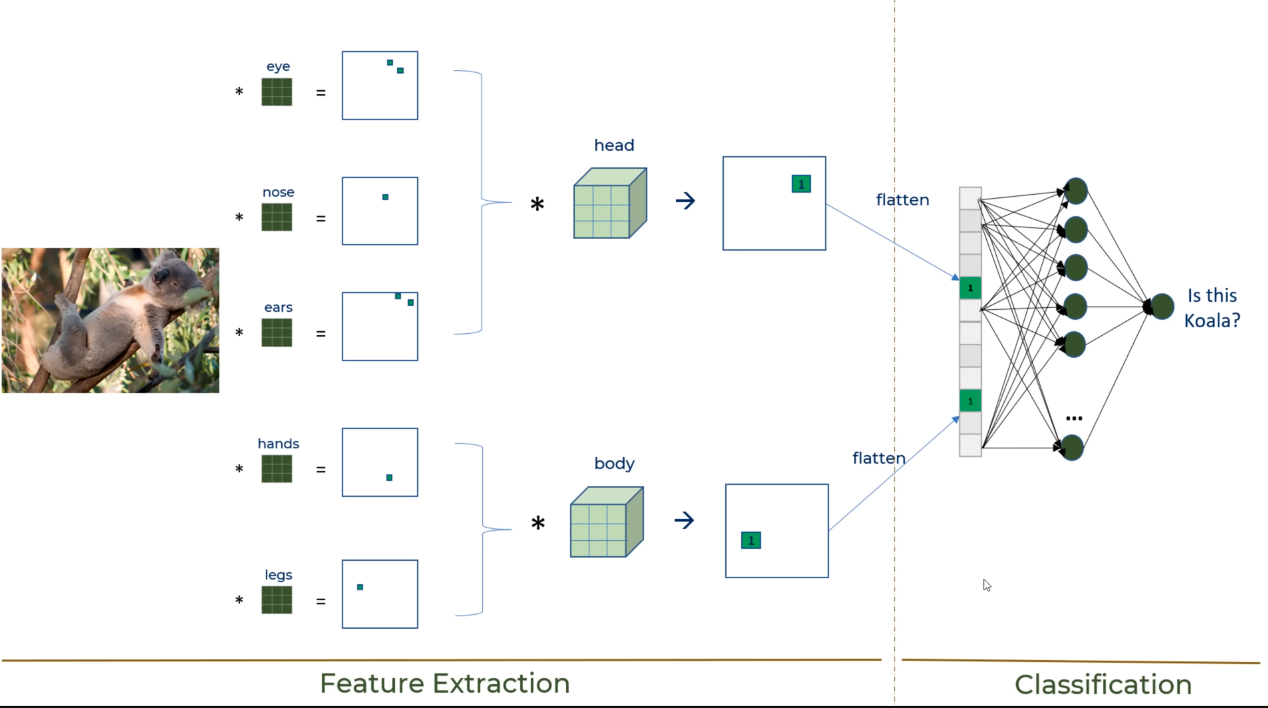 eye
* =
nose
* =
ears
* =
hands
* =
legs
* =
head
* →
1
body
* →
1
flatten
flatten
1
1
...
Is this
Koala?
Feature Extraction
Classification